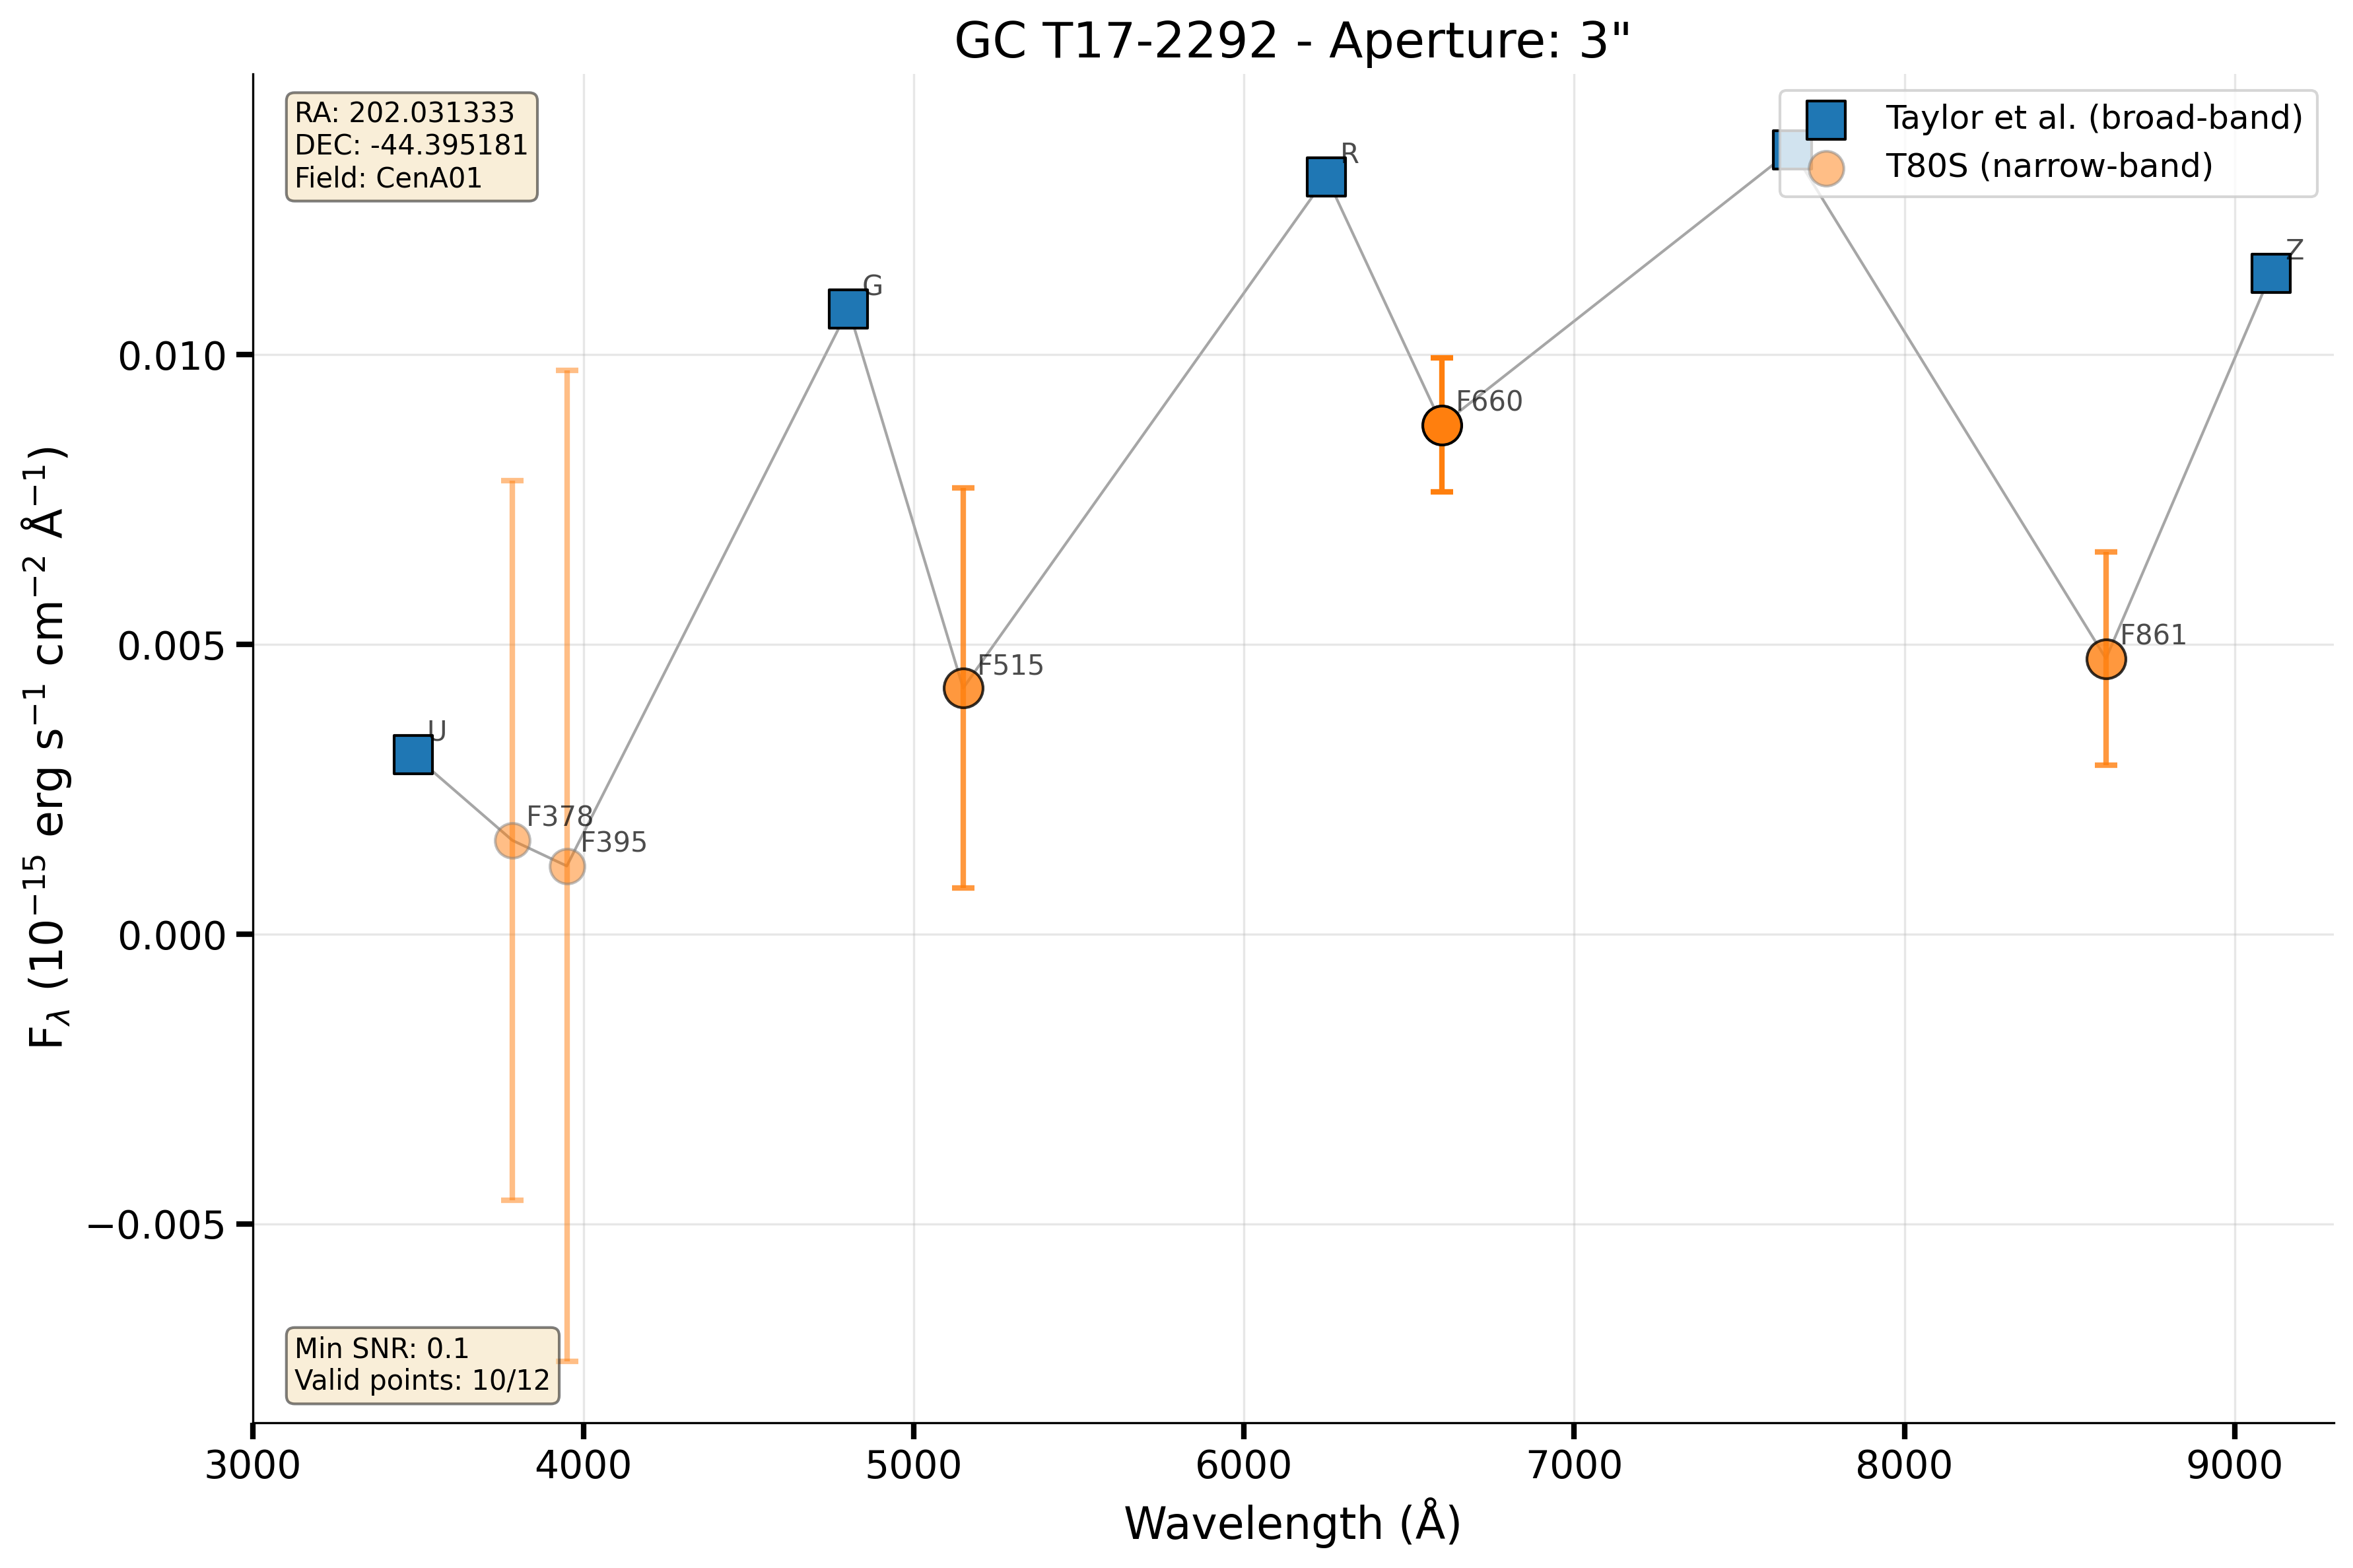 GC T17-2292 - Aperture: 3"
RA: 202.031333
DEC: -44.395181
Field: CenA01
Taylor et al. (broad-band)
T80S (narrow-band)
R
Z
G
F660
F515
F861
U
F378
F395
0.010
0.005
0.000
−0.005
F$_λ$ (10$^{−15}$ erg s$^{−1}$ cm$^{−2}$ Å$^{−1}$)
Min SNR: 0.1
Valid points: 10/12
3000 4000 5000 6000 7000 8000 9000
Wavelength (Å)